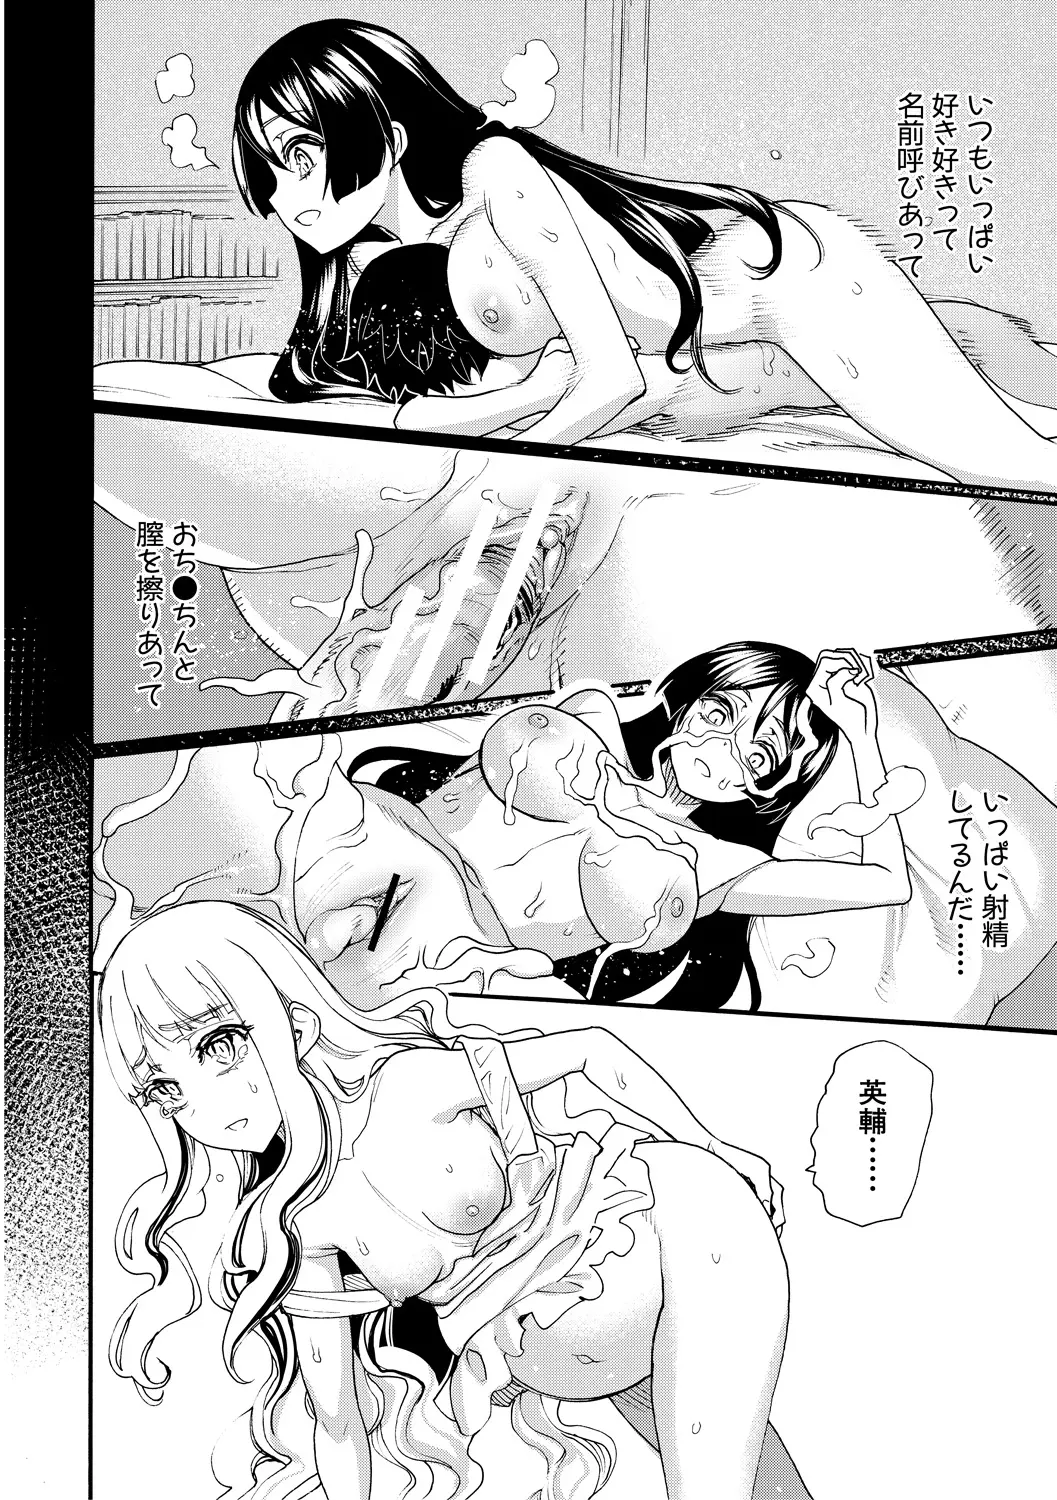 いつもいっぱい
好き好きって
名前呼びあって
おち●ちんと
膣を擦りあって
いっぱい射精
してるんだ……
英輔……